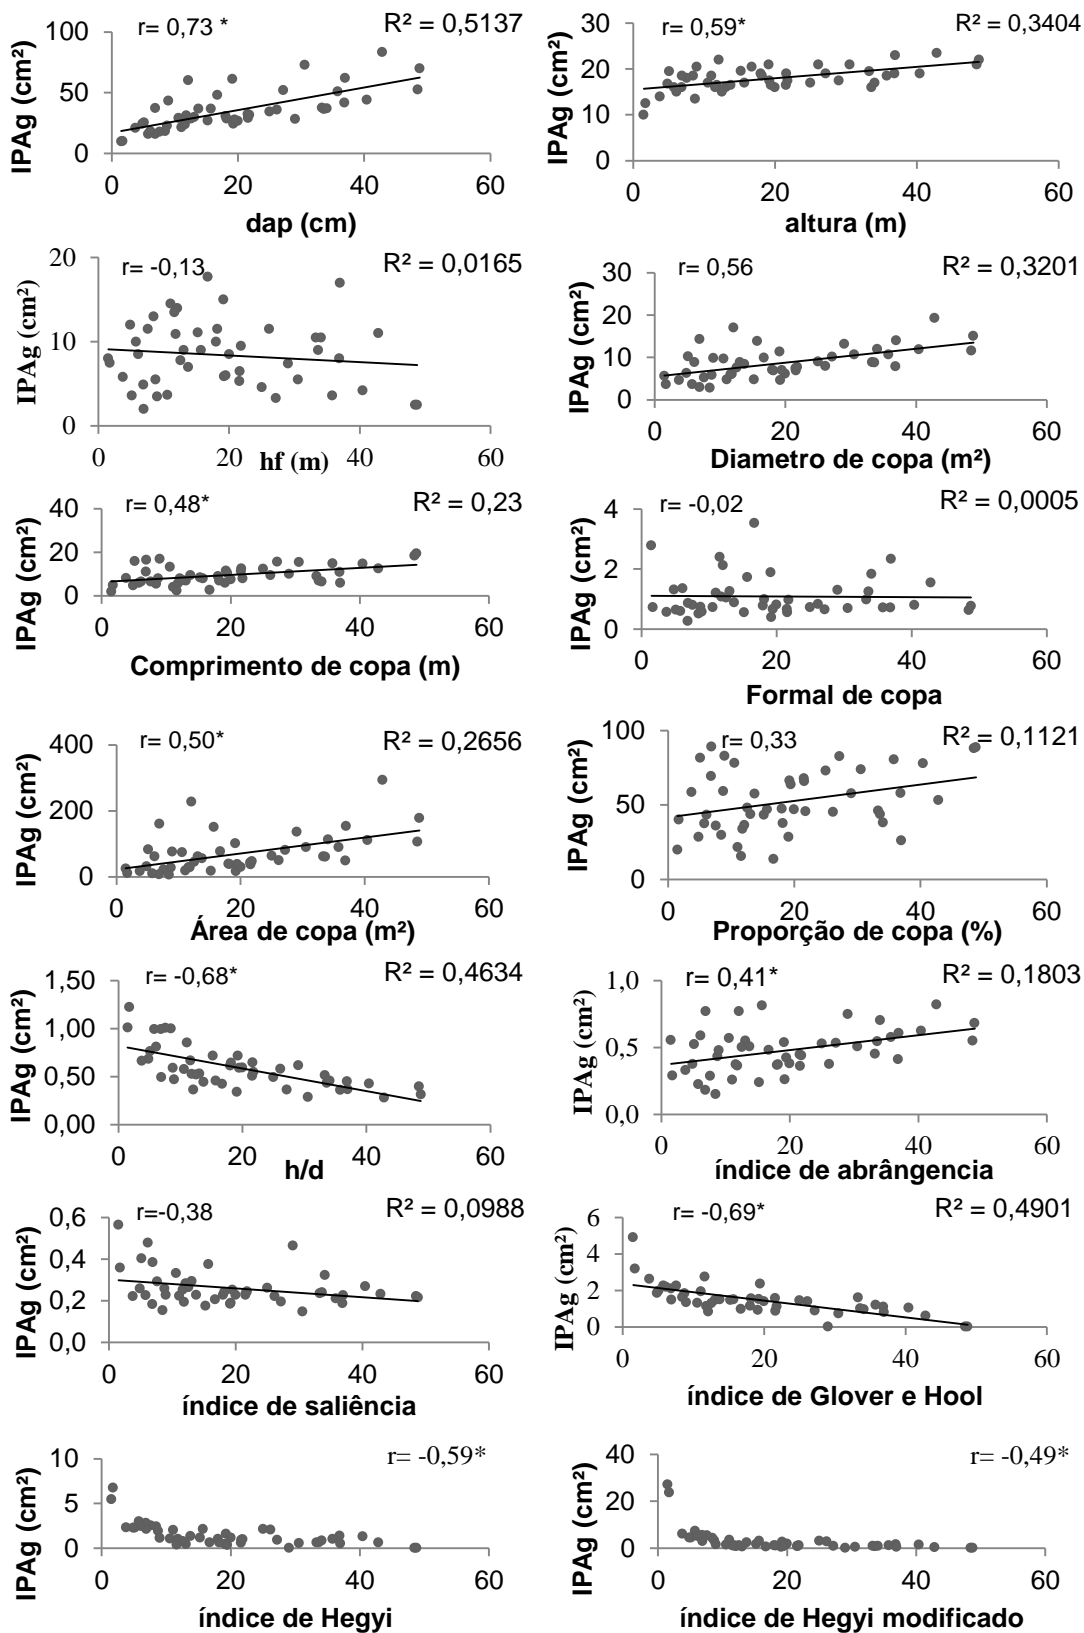 r= 0,73 *
R² = 0,5137
100
50
0
IPAg (cm²)
0 20 40 60
dap (cm)
r= 0,59*
R² = 0,3404
30
20
10
0
IPAg (cm²)
0 20 40 60
altura (m)
r= -0,13
R² = 0,0165
20
10
0
IPAg (cm²)
0 20 40 60
hf (m)
r= 0,56
R² = 0,3201
30
20
10
0
IPAg (cm²)
0 20 40 60
Diametro de copa (m²)
r= 0,48*
R² = 0,23
40
20
0
IPAg (cm²)
0 20 40 60
Comprimento de copa (m)
r= -0,02
R² = 0,0005
4
2
0
IPAg (cm²)
0 20 40 60
Formal de copa
r= 0,50*
R² = 0,2656
400
200
0
IPAg (cm²)
0 20 40 60
Área de copa (m²)
r= 0,33
R² = 0,1121
100
50
0
IPAg (cm²)
0 20 40 60
Proporção de copa (%)
r= -0,68*
R² = 0,4634
1,50
1,00
0,50
0,00
IPAg (cm²)
0 20 40 60
h/d
r= 0,41*
R² = 0,1803
1,0
0,5
0,0
IPAg (cm²)
0 20 40 60
índice de abrângencia
r=-0,38
R² = 0,0988
0,6
0,4
0,2
0,0
IPAg (cm²)
0 20 40 60
índice de saliência
r= -0,69*
R² = 0,4901
6
4
2
0
IPAg (cm²)
0 20 40 60
índice de Glover e Hool
r= -0,59*
10
5
0
IPAg (cm²)
0 20 40 60
índice de Hegyi
r= -0,49*
40
20
0
IPAg (cm²)
0 20 40 60
índice de Hegyi modificado